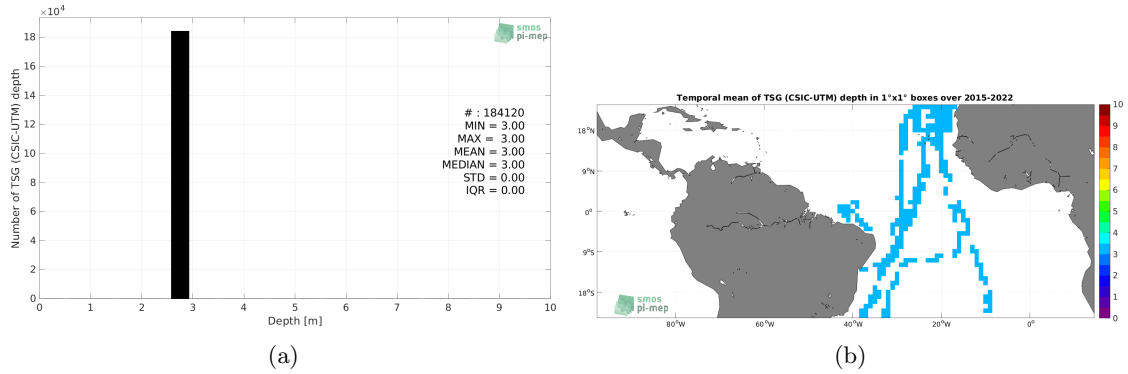 ×10⁴
18
16
14
12
10
8
6
4
2
0
Number of TSG (CSIC-UTM) depth
smos
pi-mep
# : 184120
MIN = 3.00
MAX = 3.00
MEAN = 3.00
MEDIAN = 3.00
STD = 0.00
IQR = 0.00
0 1 2 3 4 5 6 7 8 9 10
Depth [m]
(a)
Temporal mean of TSG (CSIC-UTM) depth in 1°x1° boxes over 2015-2022
18°N
9°N
0°
9°S
18°S
smos
pi-mep
80°W 60°W 40°W 20°W 0°
10
9
8
7
6
5
4
3
2
1
0
(b)